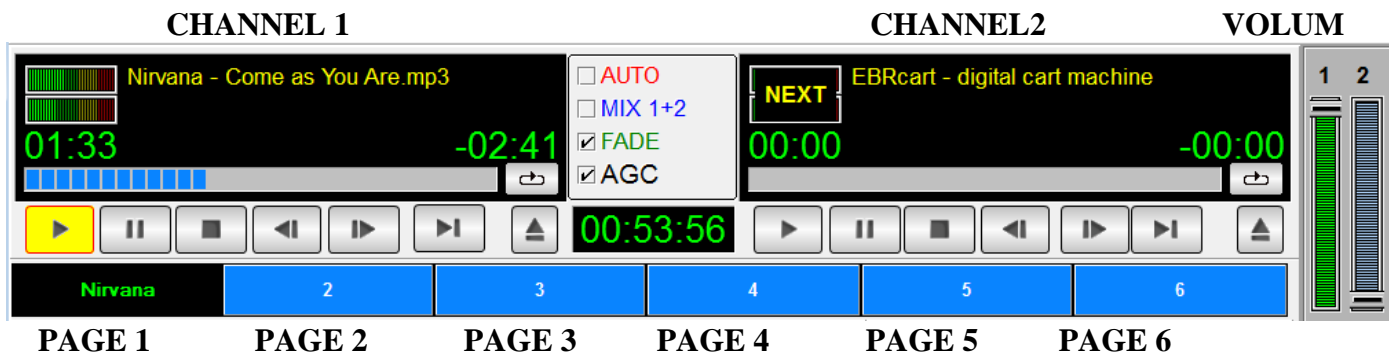 CHANNEL 1
CHANNEL2
VOLUM
Nirvana - Come as You Are.mp3
01:33
-02:41
AUTO
MIX 1+2
FADE
AGC
NEXT
EBRcart - digital cart machine
00:00
-00:00
1 2
00:53:56
Nirvana 2 3 4 5 6
PAGE 1 PAGE 2 PAGE 3 PAGE 4 PAGE 5 PAGE 6